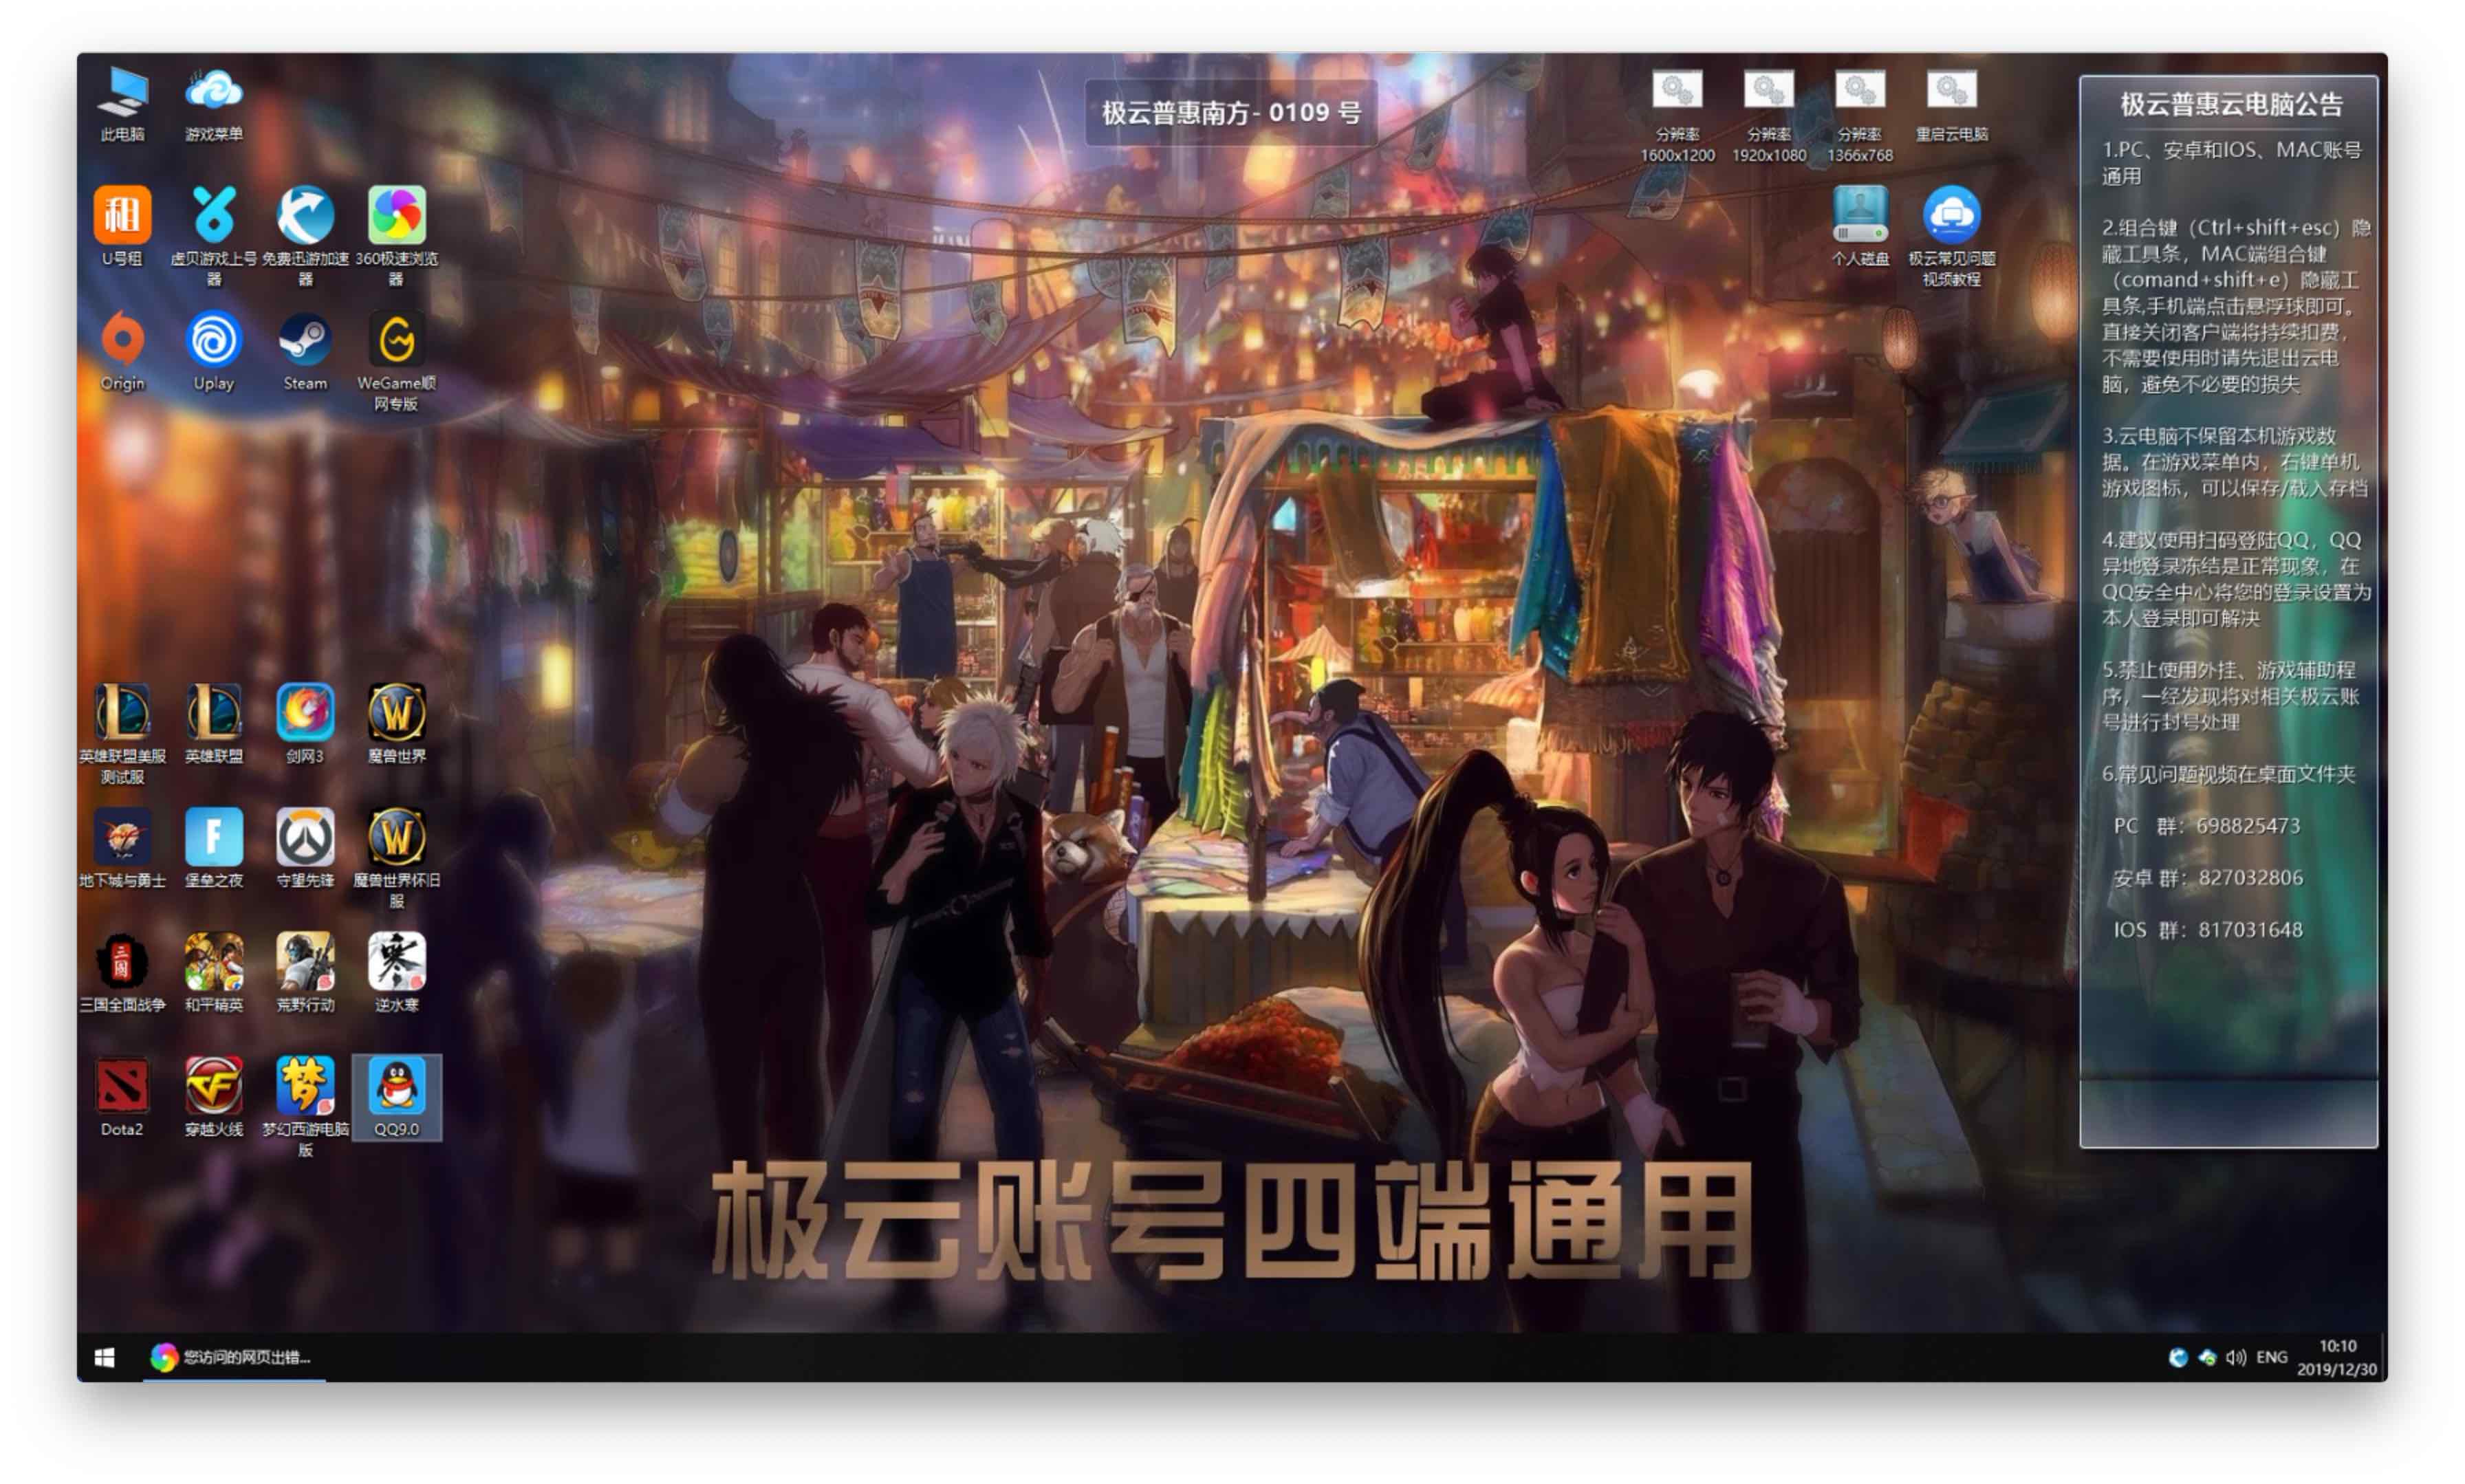 此电脑
游戏菜单
极云普惠南方- 0109 号
分辨率
1600x1200
分辨率
1920x1080
分辨率
1366x768
重启云电脑
租
U号租
虚贝游戏上号
器
免费迅游加速
器
360极速浏览
器
个人磁盘
极云常见问题
视频教程
Origin
Uplay
Steam
WeGame顺
网专版
英雄联盟美服
测试服
英雄联盟
剑网3
魔兽世界
地下城与勇士
F
堡垒之夜
守望先锋
魔兽世界怀旧
服
三国
三国全面战争
和平精英
荒野行动
寒
逆水寒
Dota2
CF
穿越火线
梦
梦幻西游电脑
版
QQ9.0
极云普惠云电脑公告
1.PC、安卓和IOS、MAC账号
通用
2.组合键（Ctrl+shift+esc）隐
藏工具条，MAC端组合键
（comand+shift+e）隐藏工
具条,手机端点击悬浮球即可。
直接关闭客户端将持续扣费，
不需要使用时请先退出云电
脑，避免不必要的损失
3.云电脑不保留本机游戏数
据。在游戏菜单内，右键单机
游戏图标，可以保存/载入存档
4.建议使用扫码登陆QQ，QQ
异地登录冻结是正常现象，在
QQ安全中心将您的登录设置为
本人登录即可解决
5.禁止使用外挂、游戏辅助程
序，一经发现将对相关极云账
号进行封号处理
6.常见问题视频在桌面文件夹
PC 群：698825473
安卓 群：827032806
IOS 群：817031648
极云账号四端通用
您访问的网页出错...
ENG
10:10
2019/12/30